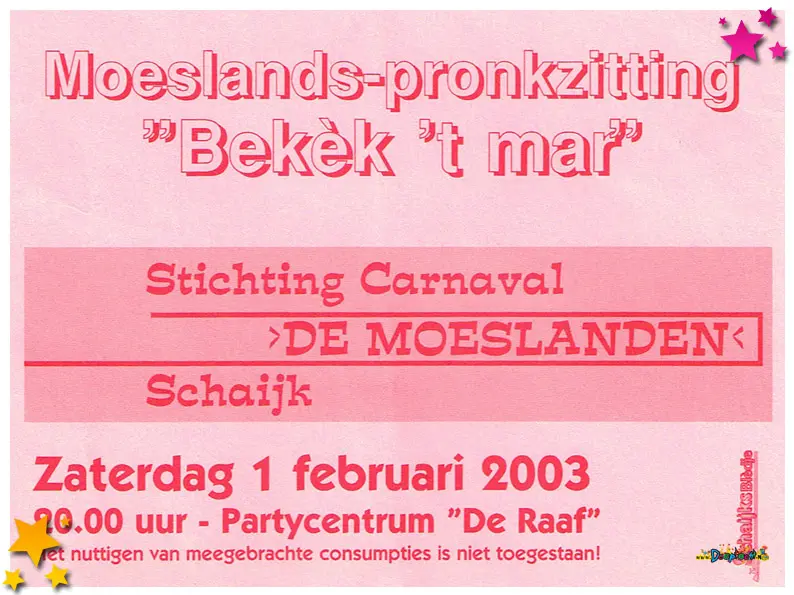 Moeslands-pronkzitting
"Bekèk 't mar"
Stichting Carnaval
›DE MOESLANDEN‹
Schaijk
Zaterdag 1 februari 2003
20.00 uur - Partycentrum "De Raaf"
et nuttigen van meegebrachte consumpties is niet toegestaan!